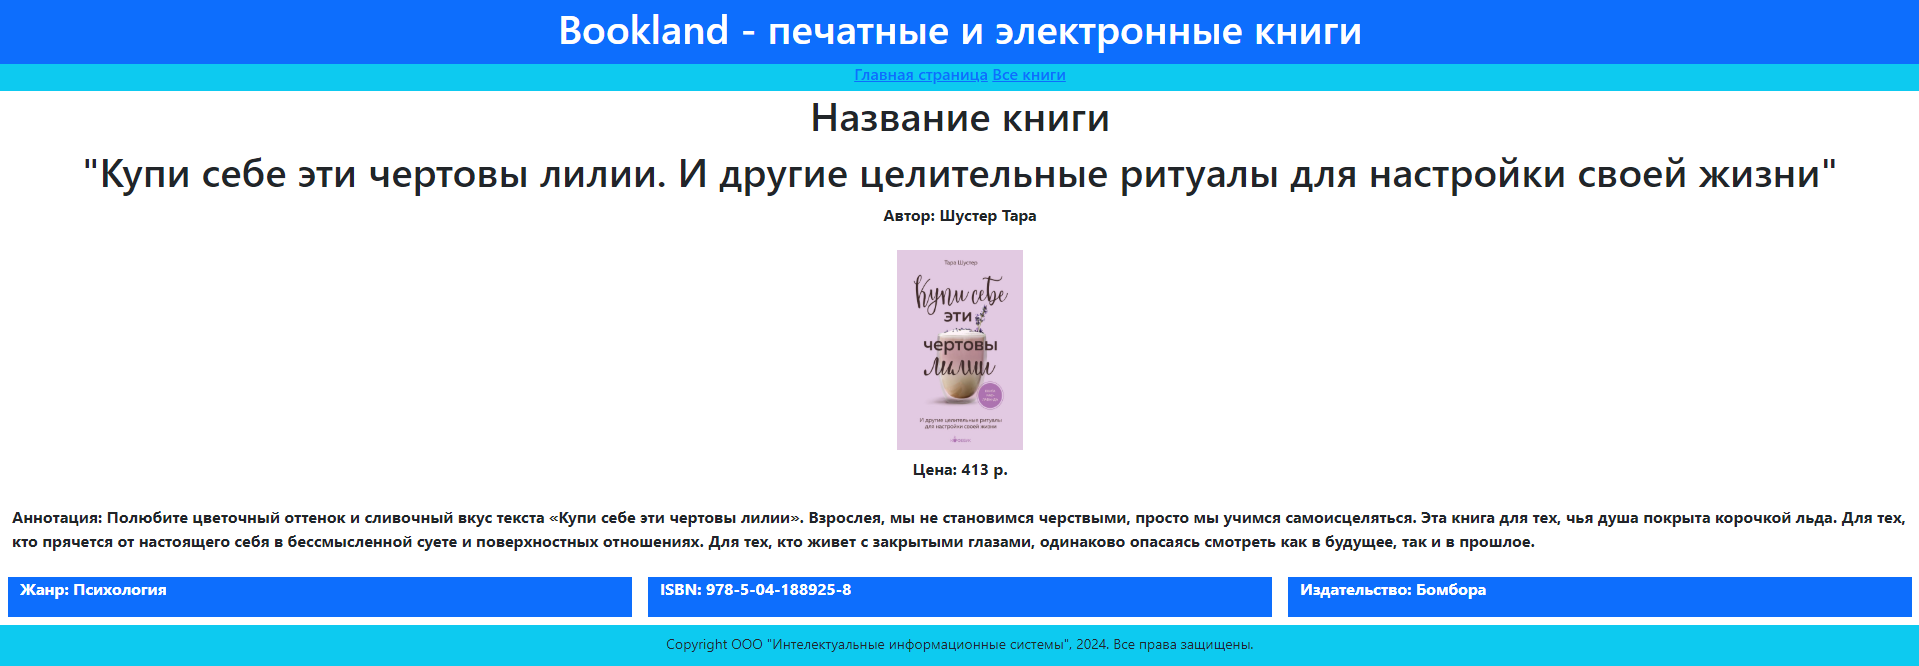 Bookland - печатные и электронные книги
Главная страница Все книги
Название книги
"Купи себе эти чертовы лилии. И другие целительные ритуалы для настройки своей жизни"
Автор: Шустер Тара
Тара Шустер
Купи себе
эти
чертовы
лилии
И другие целительные ритуалы
для настройки своей жизни
Цена: 413 р.
Аннотация: Полюбите цветочный оттенок и сливочный вкус текста «Купи себе эти чертовы лилии». Взрослея, мы не становимся черствыми, просто мы учимся самоисцеляться. Эта книга для тех, чья душа покрыта корочкой льда. Для тех,
кто прячется от настоящего себя в бессмысленной суете и поверхностных отношениях. Для тех, кто живет с закрытыми глазами, одинаково опасаясь смотреть как в будущее, так и в прошлое.
Жанр: Психология
ISBN: 978-5-04-188925-8
Издательство: Бомбора
Copyright ООО "Интелектуальные информационные системы", 2024. Все права защищены.